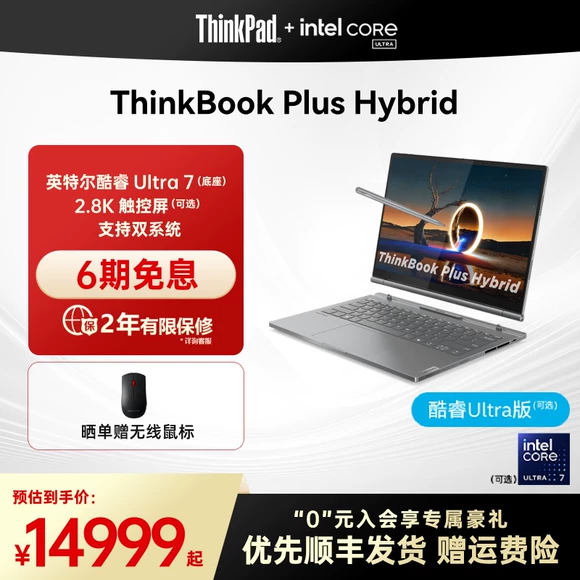 ThinkPad® + intel CORE
ULTRA
ThinkBook Plus Hybrid
英特尔酷睿 Ultra 7(底座)
2.8K 触控屏(可选)
支持双系统
6期免息
保 2年有限保修
*详询客服
晒单赠无线鼠标
ThinkBook Plus Hybrid
酷睿Ultra版(可选)
(可选)
intel
CORE
ULTRA 7
预估到手价:
¥14999起
“0”元入会享专属豪礼
优先顺丰发货 赠运费险